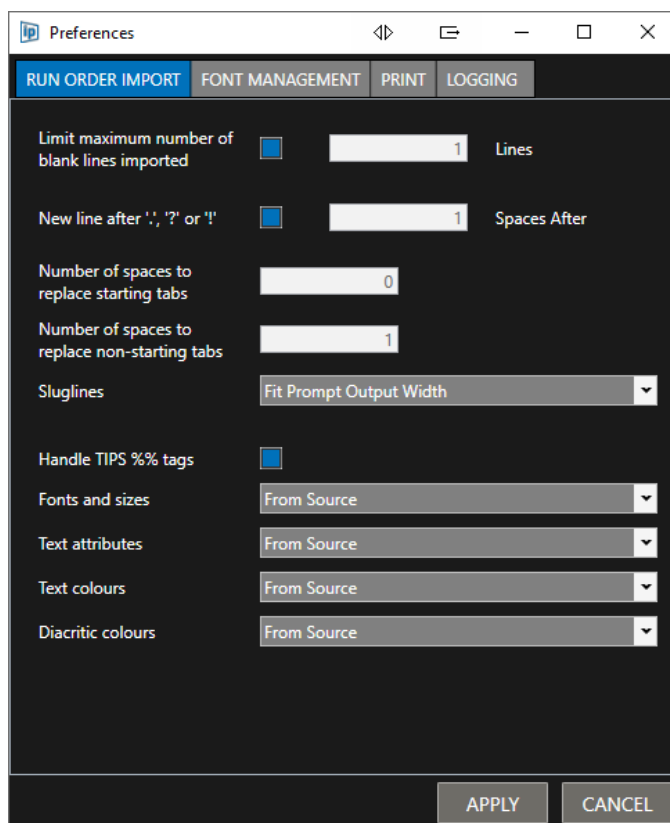 ip Preferences
RUN ORDER IMPORT FONT MANAGEMENT PRINT LOGGING
Limit maximum number of
blank lines imported
1 Lines
New line after '.', '?' or '!' 1 Spaces After
Number of spaces to
replace starting tabs
0
Number of spaces to
replace non-starting tabs
1
Sluglines Fit Prompt Output Width
Handle TIPS %% tags
Fonts and sizes From Source
Text attributes From Source
Text colours From Source
Diacritic colours From Source
APPLY CANCEL